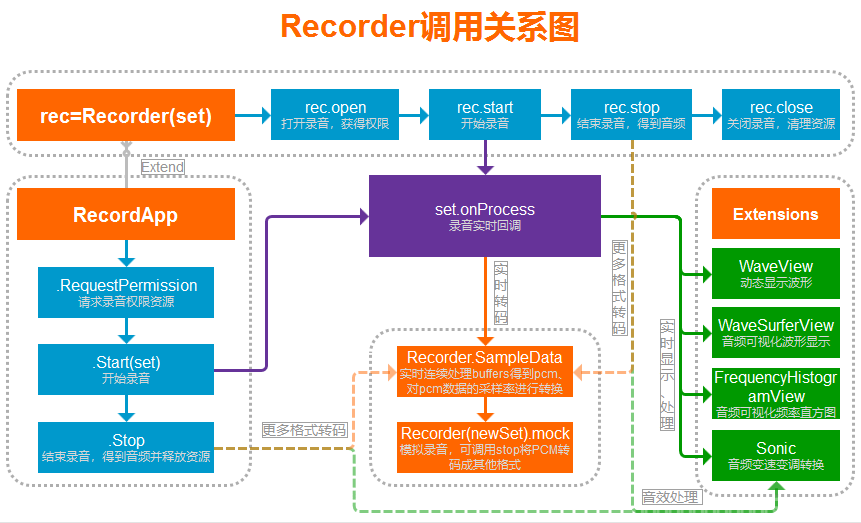 Recorder调用关系图
rec=Recorder(set)
rec.open
打开录音,获得权限
rec.start
开始录音
rec.stop
结束录音,得到音频
rec.close
关闭录音,清理资源
Extend
RecordApp
.RequestPermission
请求录音权限资源
.Start(set)
开始录音
.Stop
结束录音,得到音频并释放资源
set.onProcess
录音实时回调
实时转码
更多格式转码
Recorder.SampleData
实时连续处理buffers得到pcm、
对pcm数据的采样率进行转换
Recorder(newSet).mock
模拟录音,可调用stop将PCM转
码成其他格式
更多格式转码
实时显示、处理
音效处理
Extensions
WaveView
动态显示波形
WaveSurferView
音频可视化波形显示
FrequencyHistogr
amView
音频可视化频率直方图
Sonic
音频变速变调转换